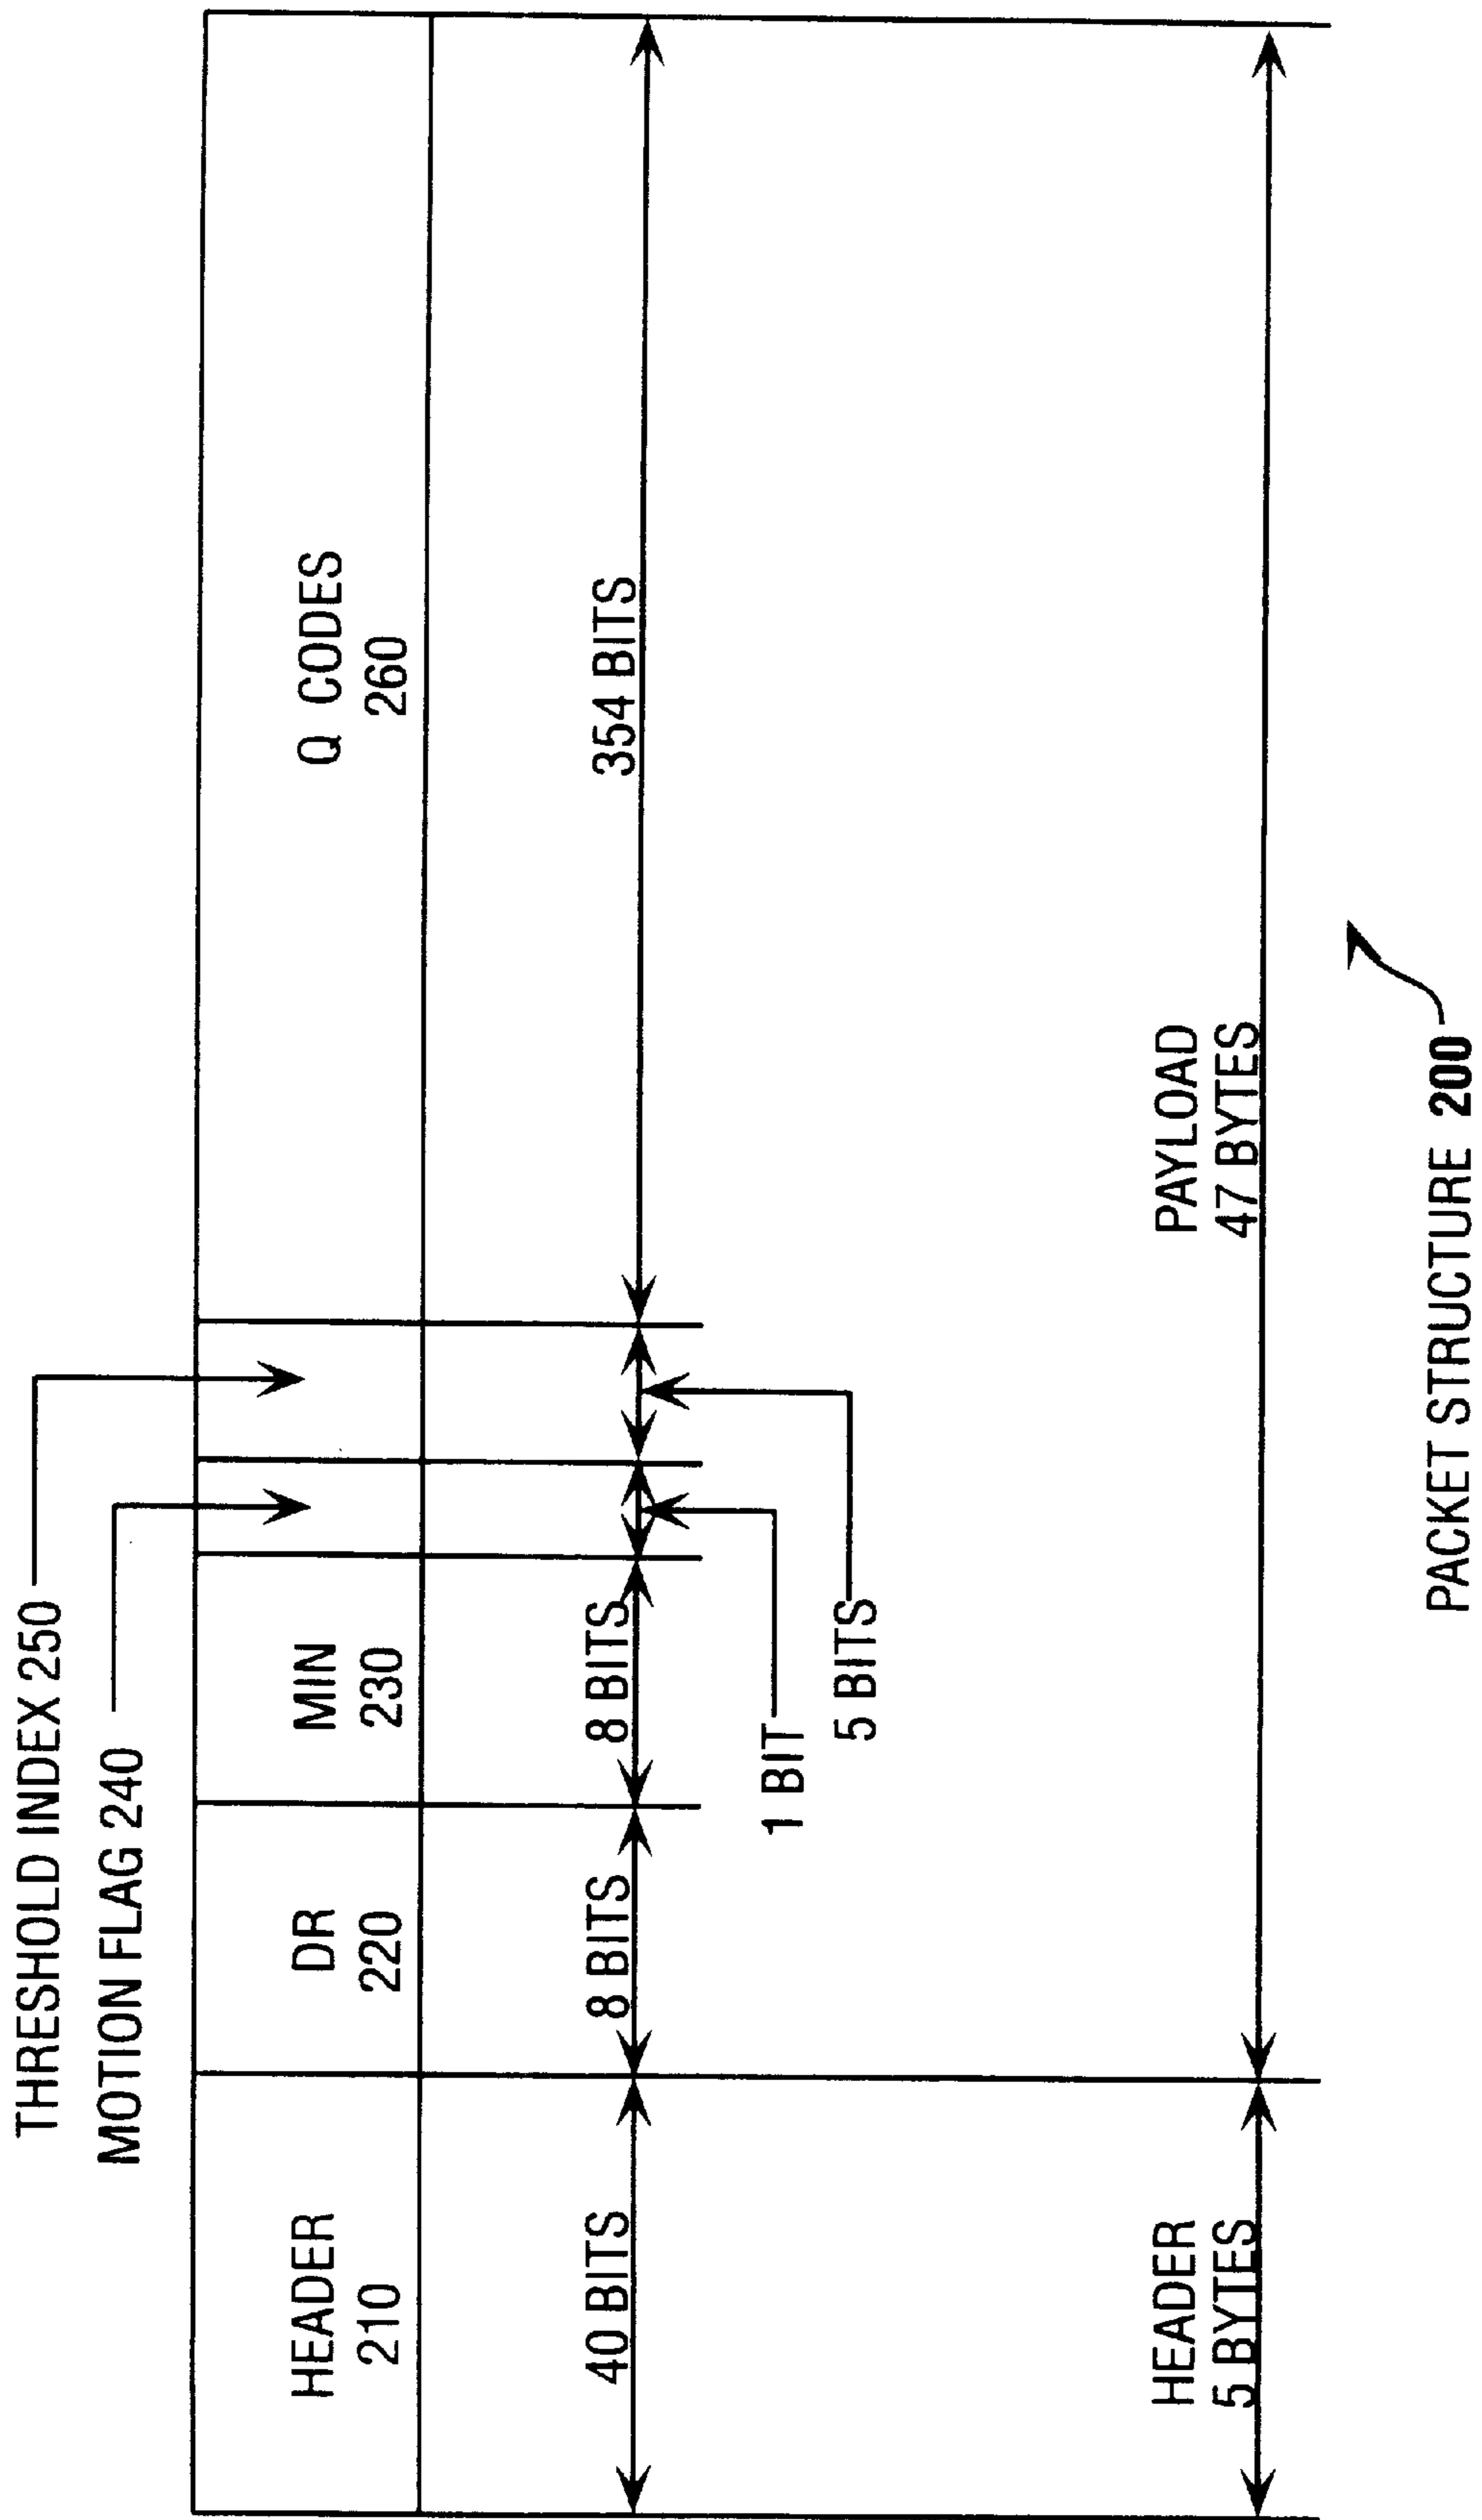 THRESHOLD INDEX 250
MOTION FLAG 240
HEADER
210
DR
220
MIN
230
Q CODES
260
40 BITS
8 BITS
8 BITS
354 BITS
1 BIT
5 BITS
HEADER
5 BYTES
PAYLOAD
47 BYTES
PACKET STRUCTURE 200